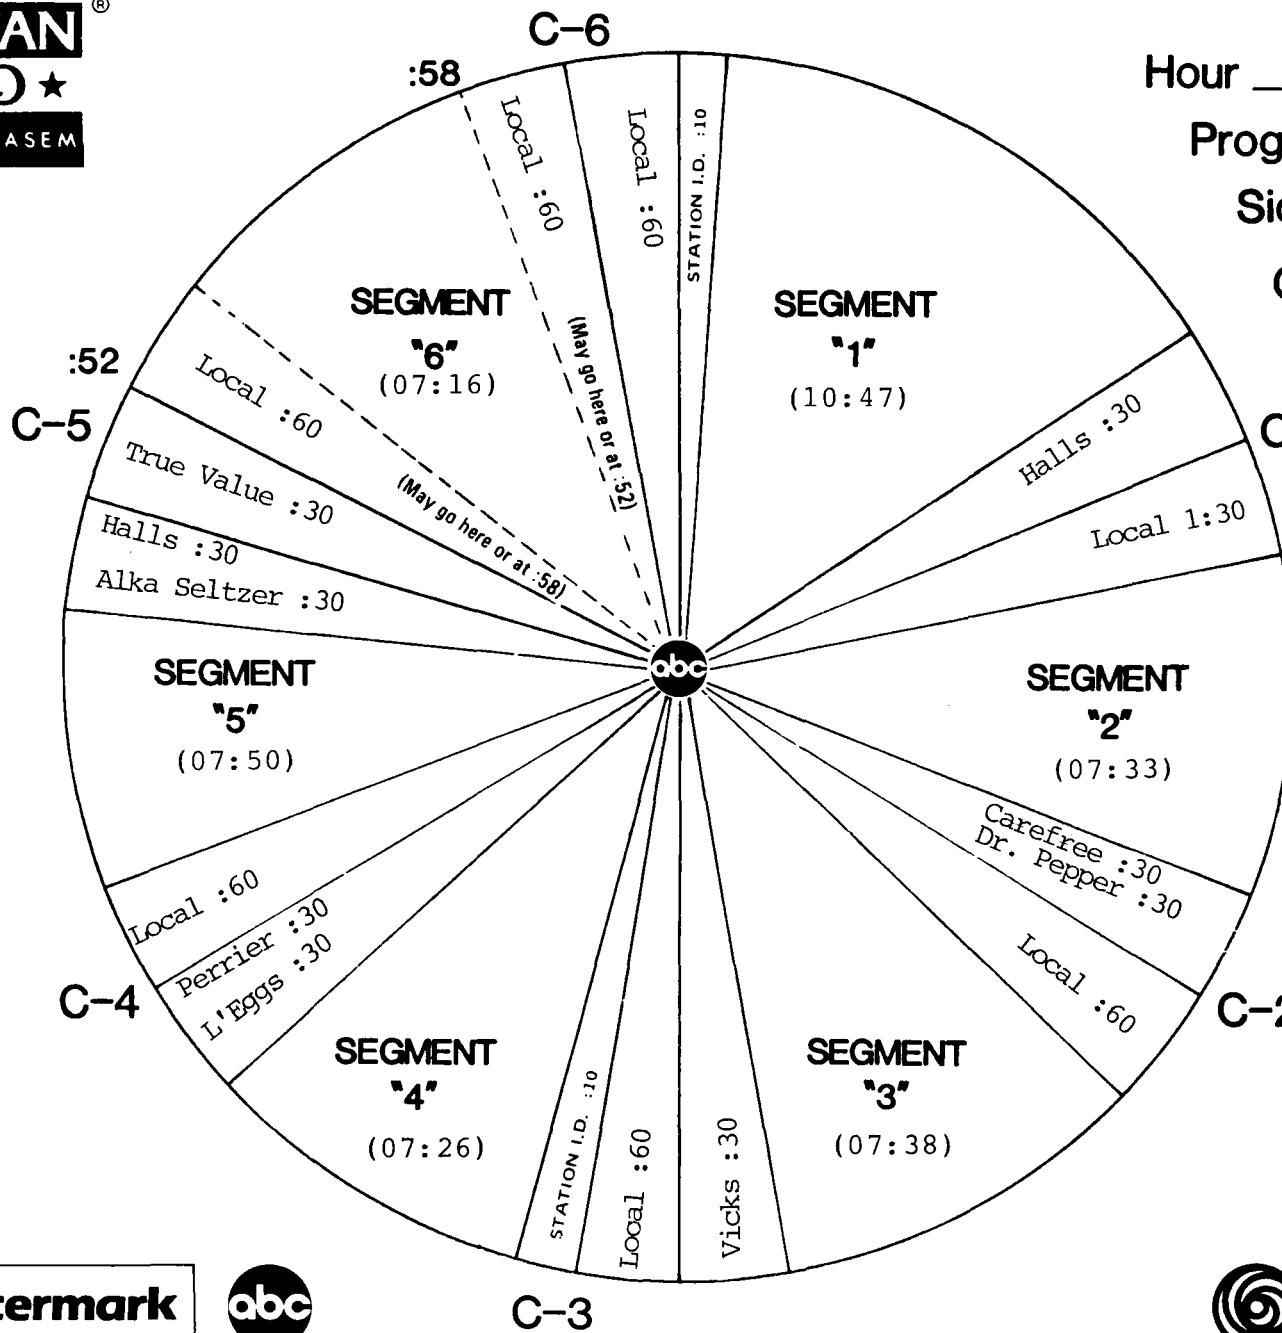 AN ®
★
ASEM
C-6
:58
Hour
Local :60
Local :60
STATION I.D. :10
SEGMENT
"6"
(07:16)
(May go here or at :52)
SEGMENT
"1"
(10:47)
:52
C-5
Local :60
(May go here or at :58)
True Value :30
Halls :30
Alka Seltzer :30
Halls :30
Local 1:30
abc
SEGMENT
"5"
(07:50)
SEGMENT
"2"
(07:33)
Carefree :30
Dr. Pepper :30
Local :60
C-2
Local :60
Perrier :30
L'Eggs :30
C-4
SEGMENT
"4"
(07:26)
SEGMENT
"3"
(07:38)
STATION I.D. :10
Local :60
Vicks :30
C-3
termark
abc